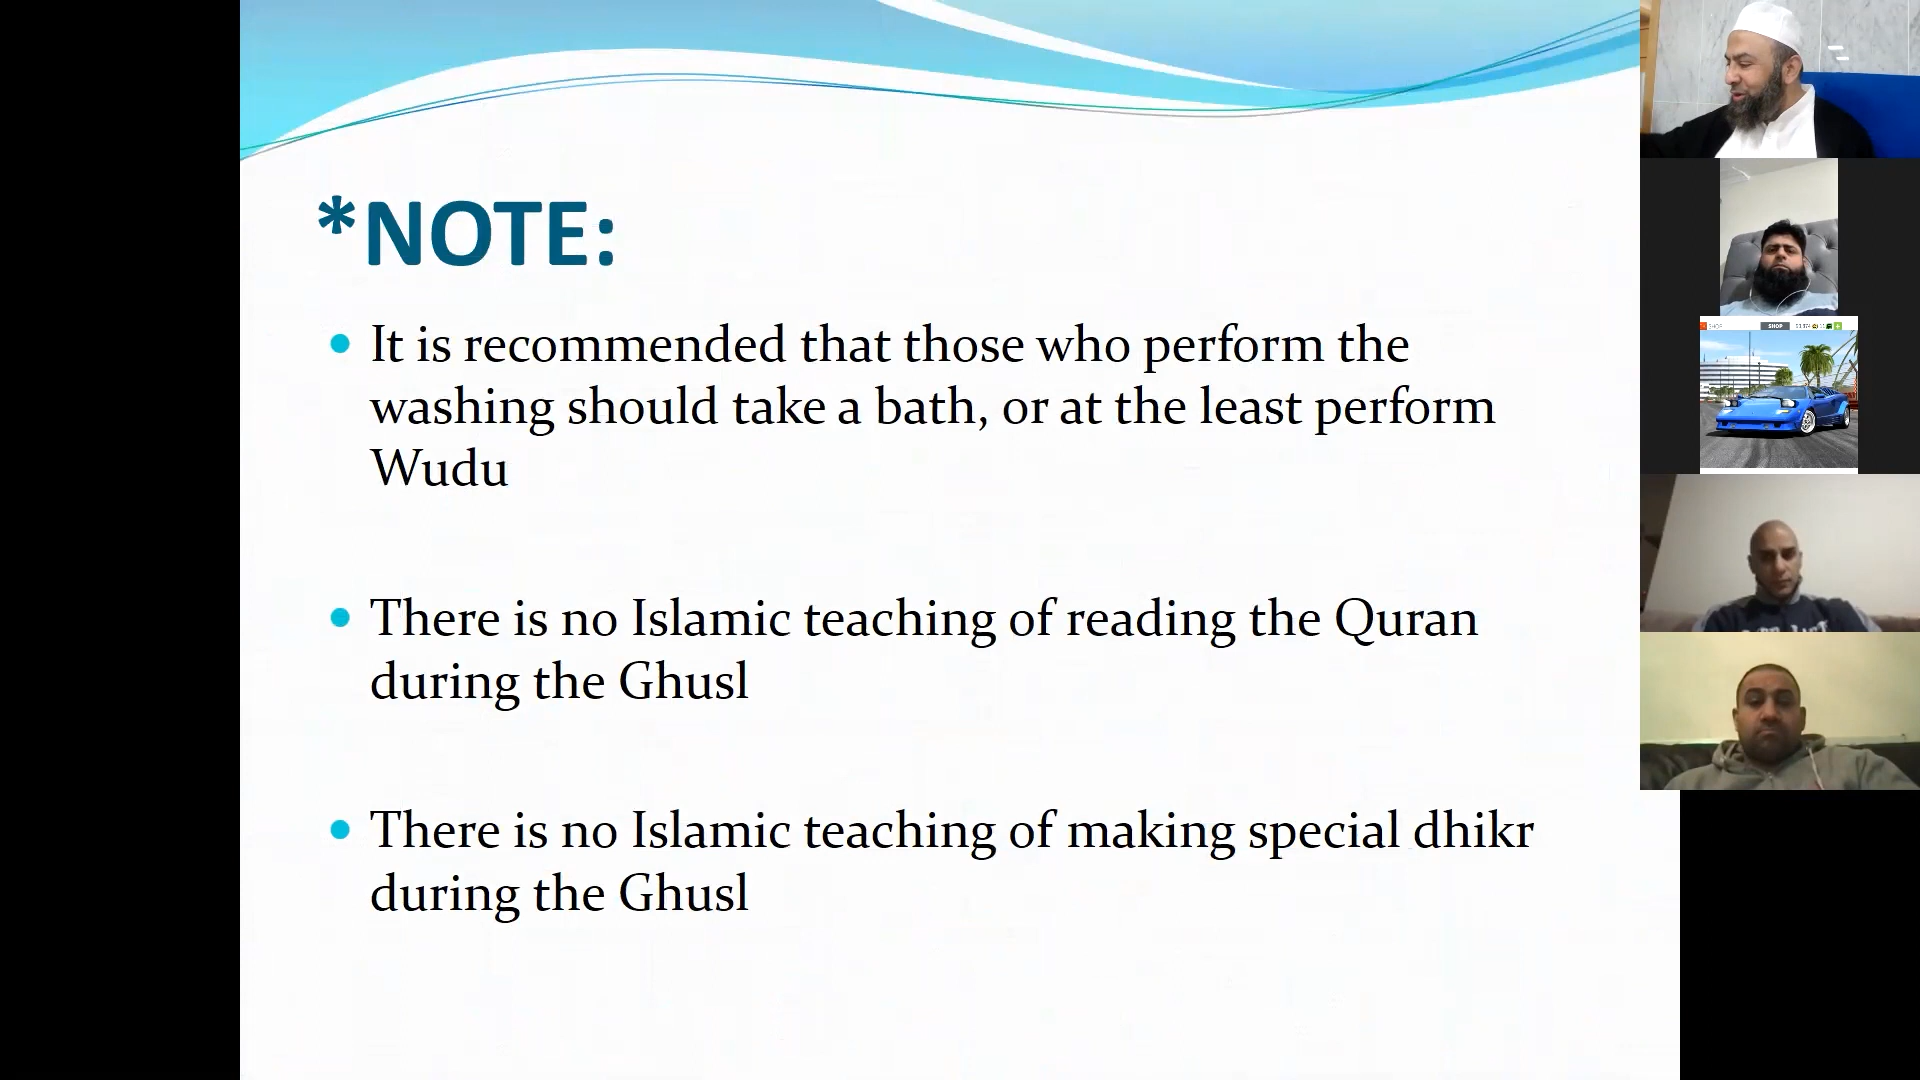 *NOTE:
• It is recommended that those who perform the
washing should take a bath, or at the least perform
Wudu
• There is no Islamic teaching of reading the Quran
during the Ghusl
• There is no Islamic teaching of making special dhikr
during the Ghusl
SHOP
SHOP